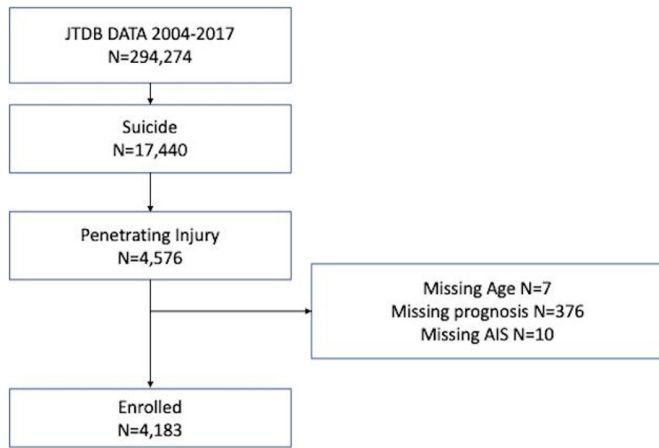 JTDB DATA 2004-2017
N=294,274
Suicide
N=17,440
Penetrating Injury
N=4,576
Missing Age N=7
Missing prognosis N=376
Missing AIS N=10
Enrolled
N=4,183